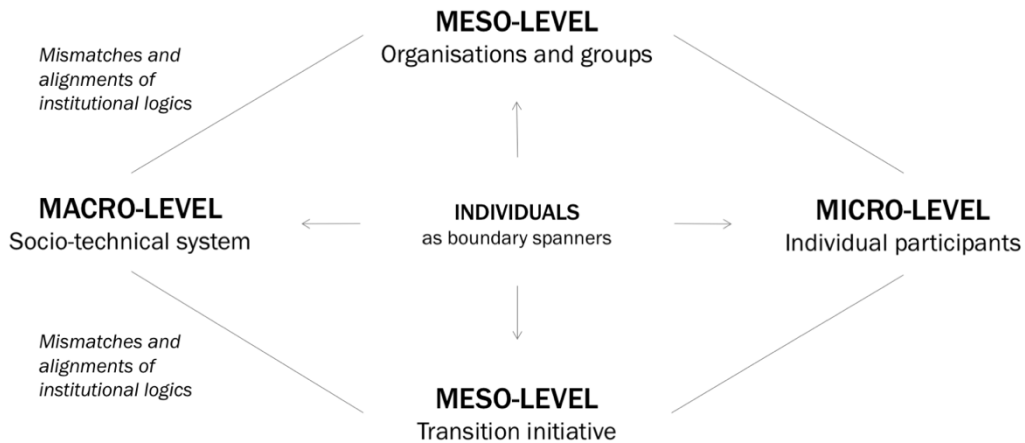 MESO-LEVEL
Organisations and groups
Mismatches and
alignments of
institutional logics
MACRO-LEVEL
Socio-technical system
INDIVIDUALS
as boundary spanners
MICRO-LEVEL
Individual participants
Mismatches and
alignments of
institutional logics
MESO-LEVEL
Transition initiative